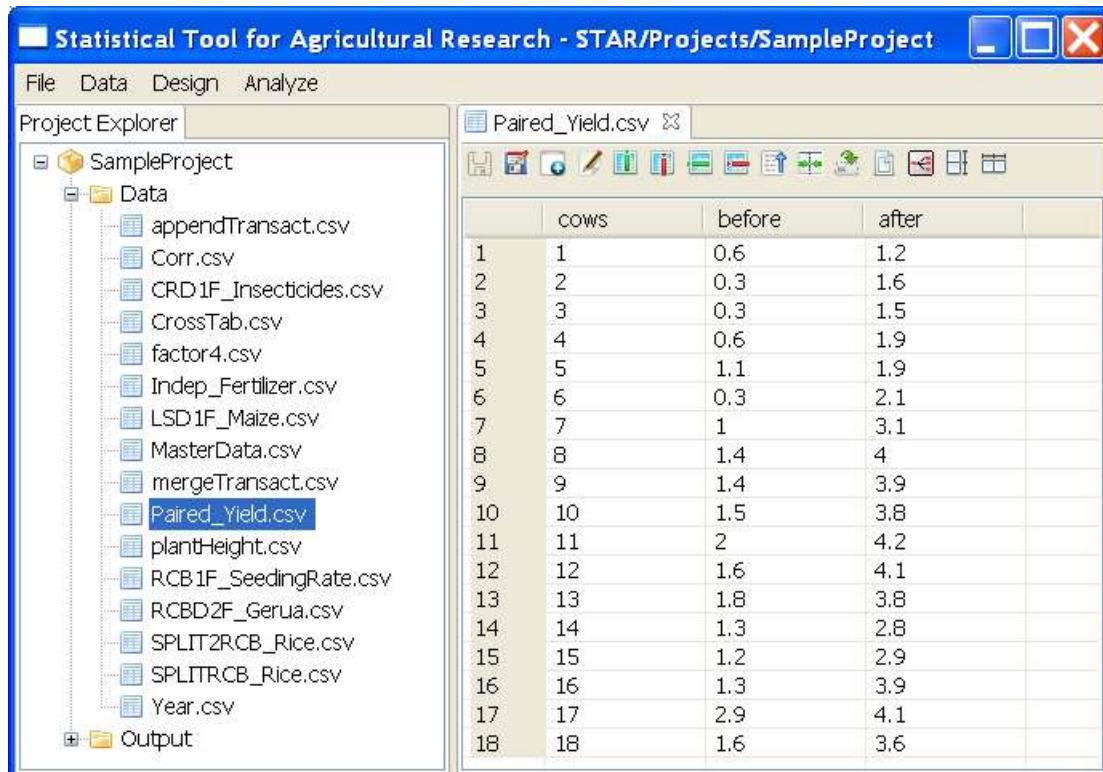 Statistical Tool for Agricultural Research - STAR/Projects/SampleProject
File Data Design Analyze
Project Explorer
SampleProject
Data
appendTransact.csv
Corr.csv
CRD1F_Insecticides.csv
CrossTab.csv
factor4.csv
Indep_Fertilizer.csv
LSD1F_Maize.csv
MasterData.csv
mergeTransact.csv
Paired_Yield.csv
plantHeight.csv
RCB1F_SeedingRate.csv
RCBD2F_Gerua.csv
SPLIT2RCB_Rice.csv
SPLITRCB_Rice.csv
Year.csv
Output
Paired_Yield.csv
cows before after
1 1 0.6 1.2
2 2 0.3 1.6
3 3 0.3 1.5
4 4 0.6 1.9
5 5 1.1 1.9
6 6 0.3 2.1
7 7 1 3.1
8 8 1.4 4
9 9 1.4 3.9
10 10 1.5 3.8
11 11 2 4.2
12 12 1.6 4.1
13 13 1.8 3.8
14 14 1.3 2.8
15 15 1.2 2.9
16 16 1.3 3.9
17 17 2.9 4.1
18 18 1.6 3.6